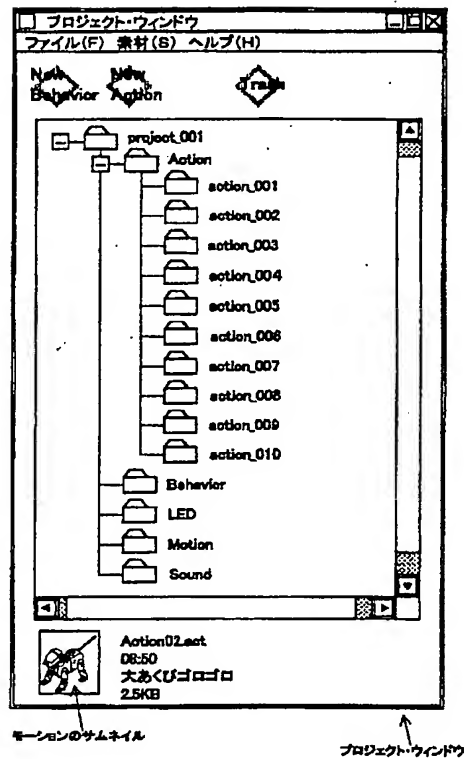 プロジェクト・ウィンドウ
ファイル(F) 素材(S) ヘルプ(H)
New Behavior
New Action
Trash
project_001
Action
action_001
action_002
action_003
action_004
action_005
action_006
action_007
action_008
action_009
action_010
Behavior
LED
Motion
Sound
Action02.act
08:50
大あくびゴロゴロ
2.5KB
モーションのサムネイル
プロジェクト・ウィンドウ